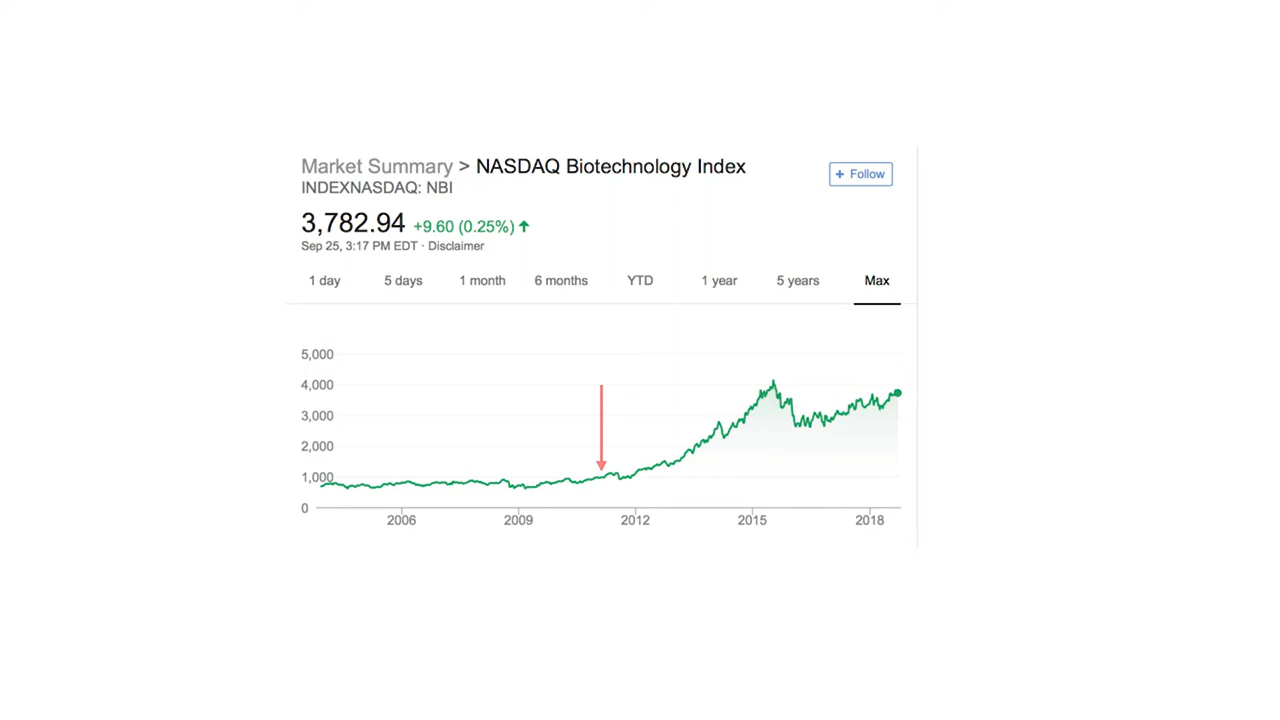 Market Summary > NASDAQ Biotechnology Index
INDEXNASDAQ: NBI
+ Follow
3,782.94 +9.60 (0.25%) ↑
Sep 25, 3:17 PM EDT · Disclaimer
1 day 5 days 1 month 6 months YTD 1 year 5 years Max
5,000
4,000
3,000
2,000
1,000
0
2006 2009 2012 2015 2018